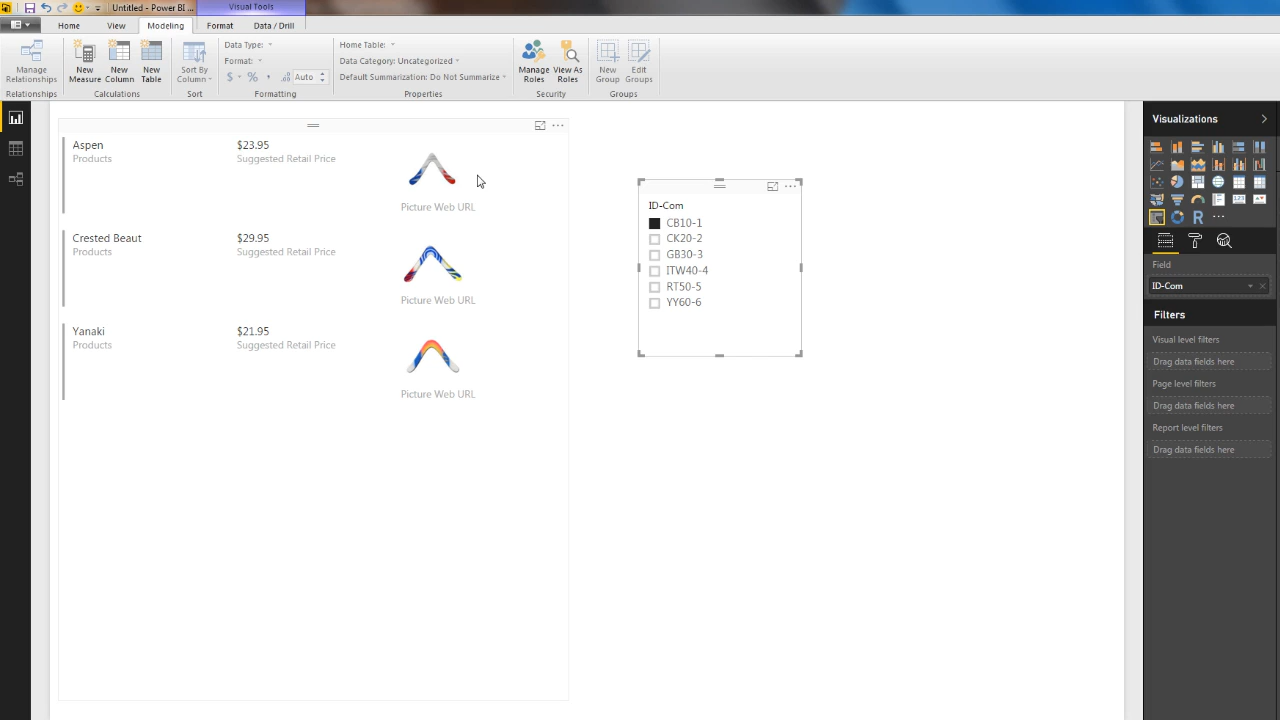 Untitled - Power BI ...
Visual Tools
Home
View
Modeling
Format
Data / Drill
Manage Relationships
Relationships
New Measure
New Column
New Table
Calculations
Sort By Column
Sort
Data Type:
Format:
$ % , Auto
Formatting
Home Table:
Data Category: Uncategorized
Default Summarization: Do Not Summarize
Properties
Manage Roles
View As Roles
Security
New Group
Edit Groups
Groups
Aspen
Products
$23.95
Suggested Retail Price
Picture Web URL
Crested Beaut
Products
$29.95
Suggested Retail Price
Picture Web URL
Yanaki
Products
$21.95
Suggested Retail Price
Picture Web URL
ID-Com
CB10-1
CK20-2
GB30-3
ITW40-4
RT50-5
YY60-6
Visualizations
R
Field
ID-Com
Filters
Visual level filters
Drag data fields here
Page level filters
Drag data fields here
Report level filters
Drag data fields here